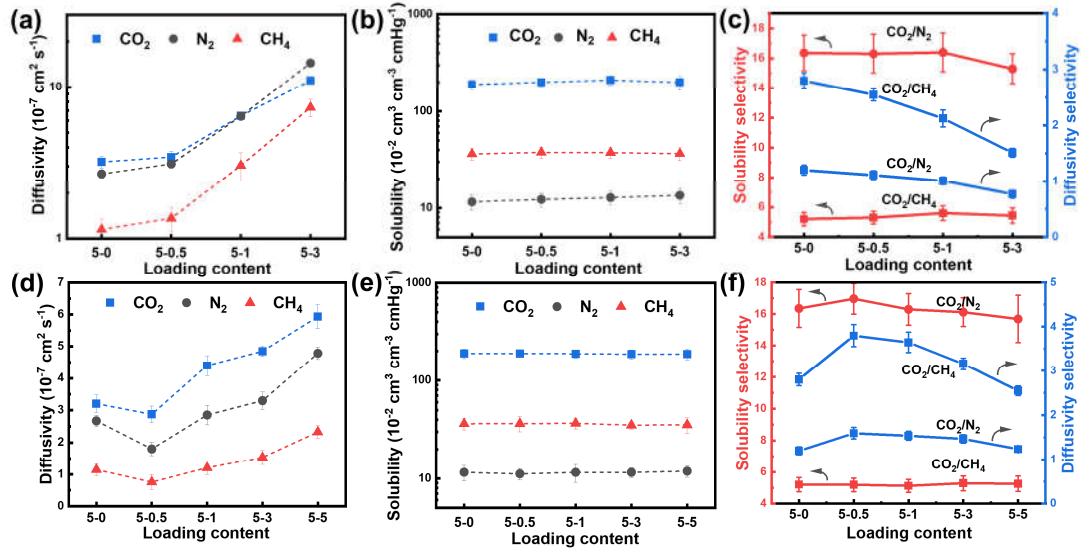 (a)
CO2 N2 CH4
Diffusivity (10-7 cm2 s-1)
10
1
5-0 5-0.5 5-1 5-3
Loading content
(b)
CO2 N2 CH4
Solubility (10-2 cm3 cm-3 cmHg-1)
1000
100
10
5-0 5-0.5 5-1 5-3
Loading content
(c)
CO2/N2
CO2/CH4
CO2/N2
CO2/CH4
Solubility selectivity
16
14
12
10
8
6
4
Diffusivity selectivity
4
3
2
1
0
5-0 5-0.5 5-1 5-3
Loading content
(d)
CO2 N2 CH4
Diffusivity (10-7 cm2 s-1)
7
6
5
4
3
2
1
0
5-0 5-0.5 5-1 5-3 5-5
Loading content
(e)
CO2 N2 CH4
Solubility (10-2 cm3 cm-3 cmHg-1)
1000
100
10
5-0 5-0.5 5-1 5-3 5-5
Loading content
(f)
CO2/N2
CO2/CH4
CO2/N2
CO2/CH4
Solubility selectivity
18
16
14
12
10
8
6
4
Diffusivity selectivity
5
4
3
2
1
0
5-0 5-0.5 5-1 5-3 5-5
Loading content